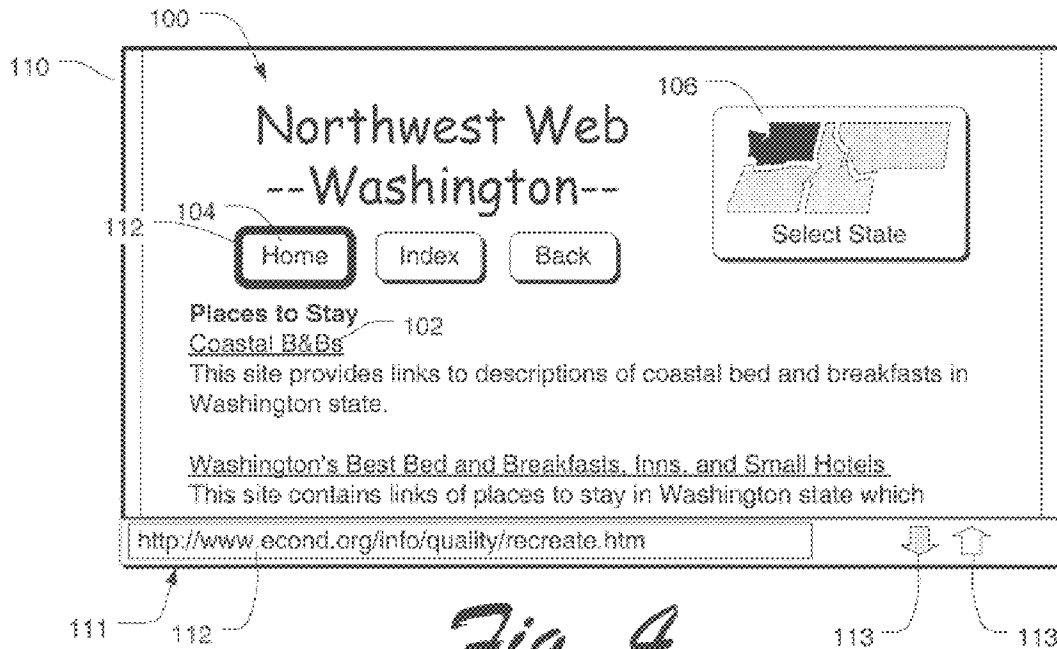 100
110
106
Northwest Web
--Washington--
Select State
112
104
Home Index Back
Places to Stay
Coastal B&Bs
102
This site provides links to descriptions of coastal bed and breakfasts in
Washington state.
Washington's Best Bed and Breakfasts, Inns, and Small Hotels
This site contains links of places to stay in Washington state which
http://www.econd.org/info/quality/recreate.htm
111 112 Fig. 4 113 113